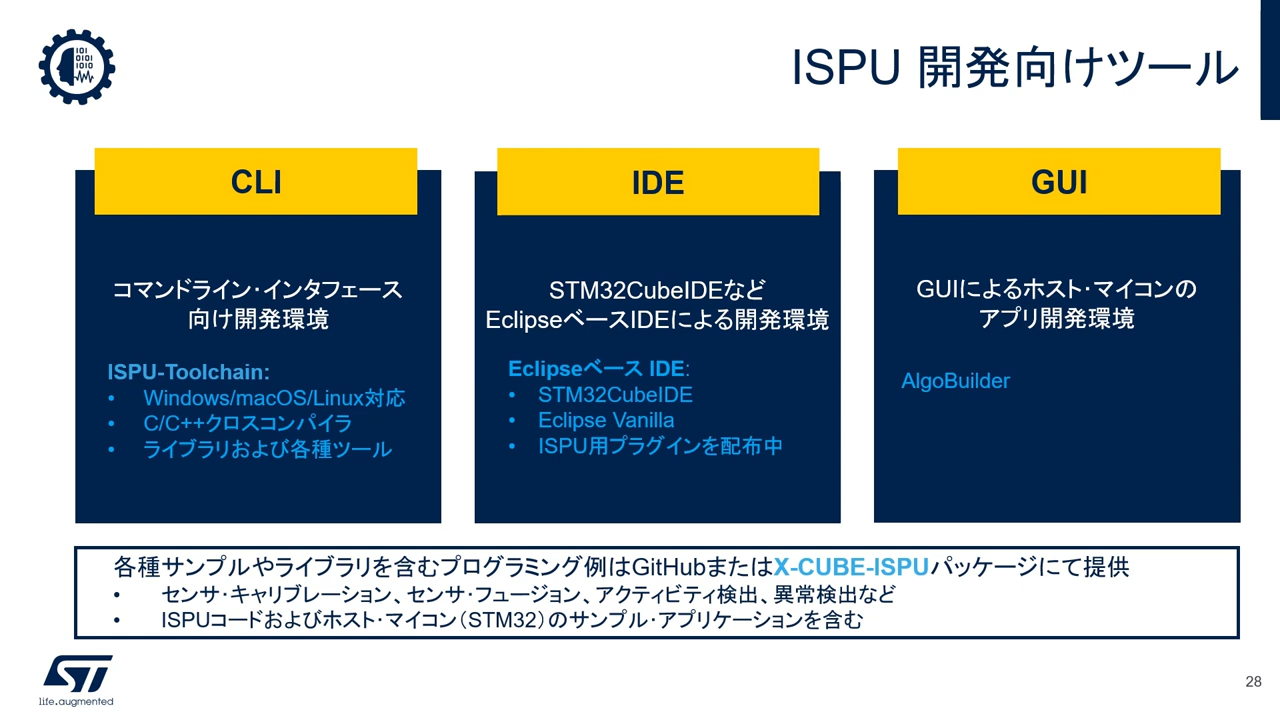 101
0101
1010
ISPU 開発向けツール
CLI
コマンドライン・インタフェース
向け開発環境
ISPU-Toolchain:
• Windows/macOS/Linux対応
• C/C++クロスコンパイラ
• ライブラリおよび各種ツール
IDE
STM32CubeIDEなど
EclipseベースIDEによる開発環境
Eclipseベース IDE:
• STM32CubeIDE
• Eclipse Vanilla
• ISPU用プラグインを配布中
GUI
GUIによるホスト・マイコンの
アプリ開発環境
AlgoBuilder
各種サンプルやライブラリを含むプログラミング例はGitHubまたはX-CUBE-ISPUパッケージにて提供
• センサ・キャリブレーション、センサ・フュージョン、アクティビティ検出、異常検出など
• ISPUコードおよびホスト・マイコン（STM32）のサンプル・アプリケーションを含む
ST
life.augmented
28